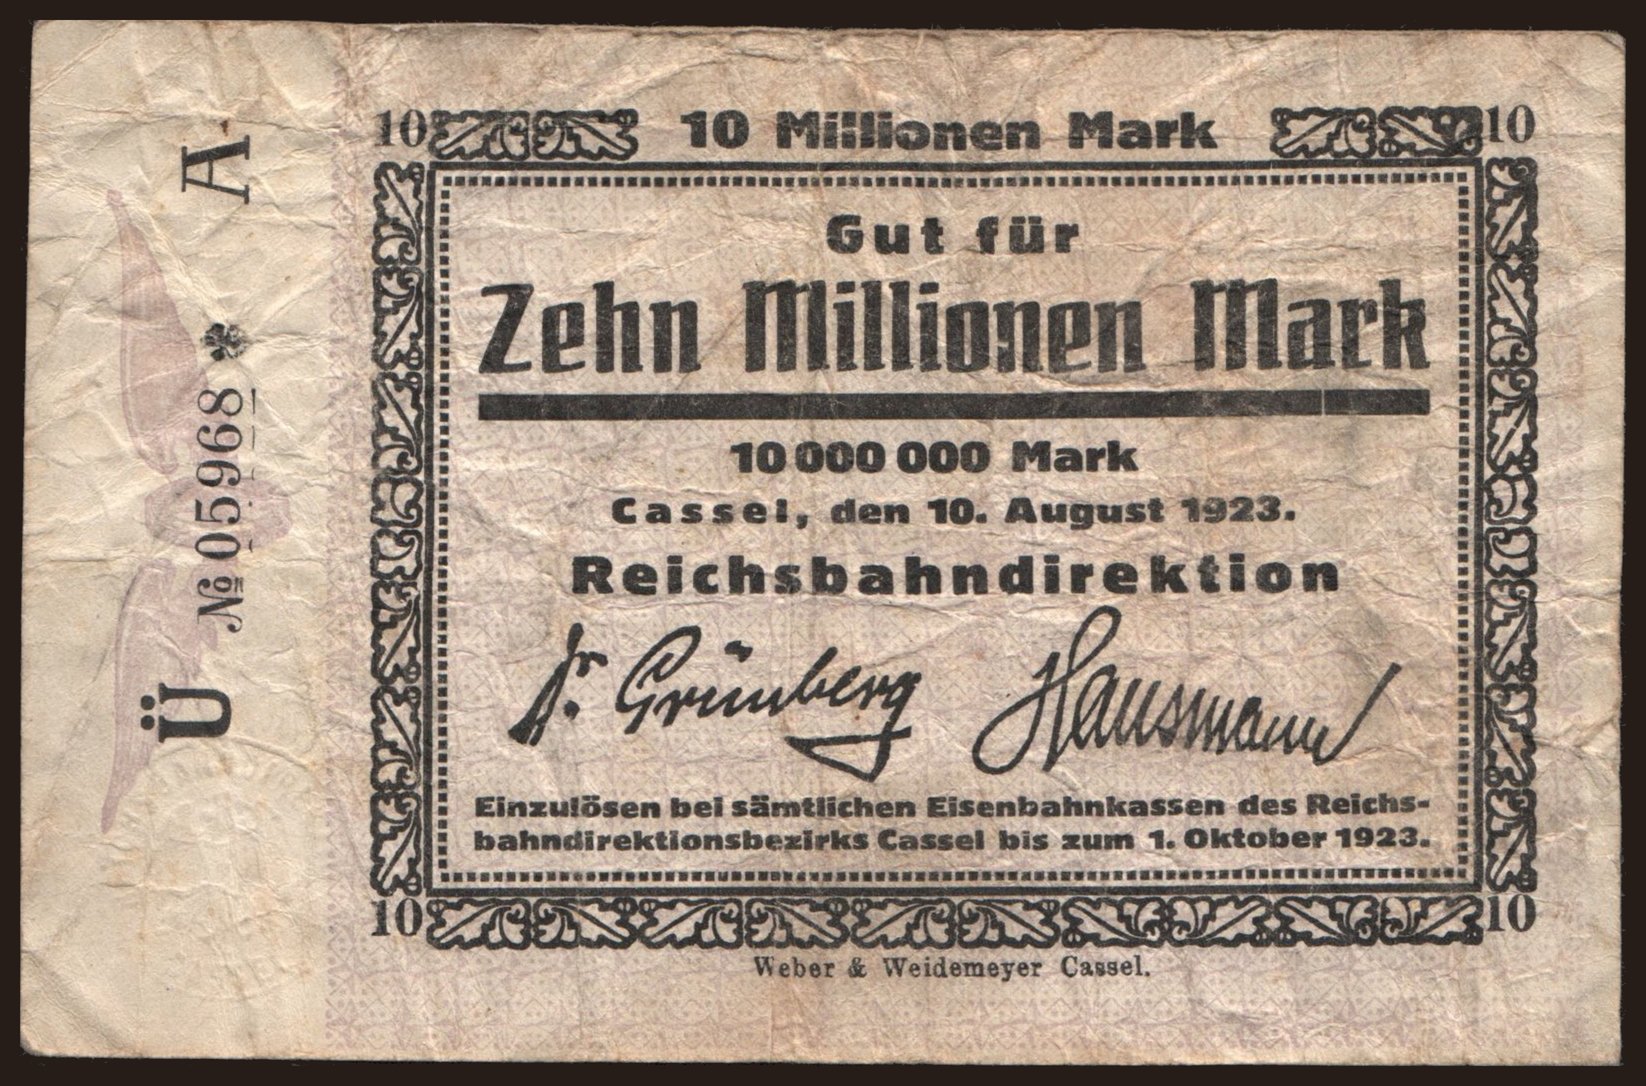 A
№ 05968
Ü
10 10 Millionen Mark 10
Gut für
Zehn Millionen Mark
10 000 000 Mark
Cassel, den 10. August 1923.
Reichsbahndirektion
Dr. Grünberg Hausmann
Einzulösen bei sämtlichen Eisenbahnkassen des Reichs-
bahndirektionsbezirks Cassel bis zum 1. Oktober 1923.
10 10
Weber & Weidemeyer Cassel.